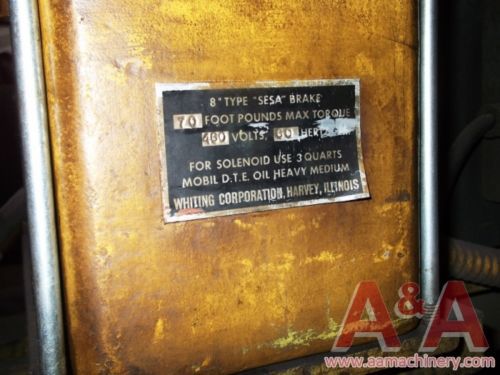 8" TYPE "SESA" BRAKE
70 FOOT POUNDS MAX TORQUE
460 VOLTS, 60 HERTZ
FOR SOLENOID USE 3 QUARTS
MOBIL D.T.E. OIL HEAVY MEDIUM
WHITING CORPORATION, HARVEY, ILLINOIS
A&A
www.aamachinery.com